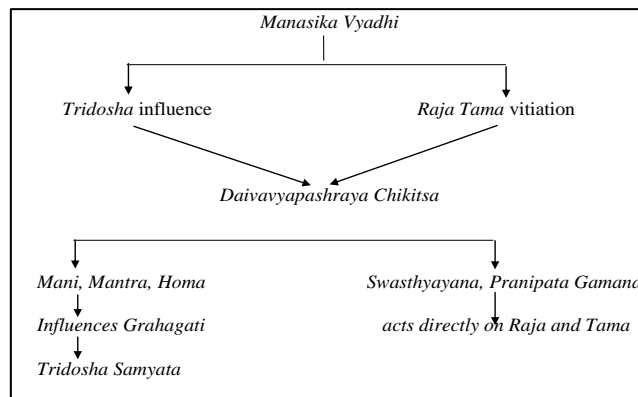 Manasika Vyadhi
Tridosha influence
Raja Tama vitiation
Daivavyapashraya Chikitsa
Mani, Mantra, Homa
Swasthyayana, Pranipata Gamana
Influences Grahagati
acts directly on Raja and Tama
Tridosha Samyata